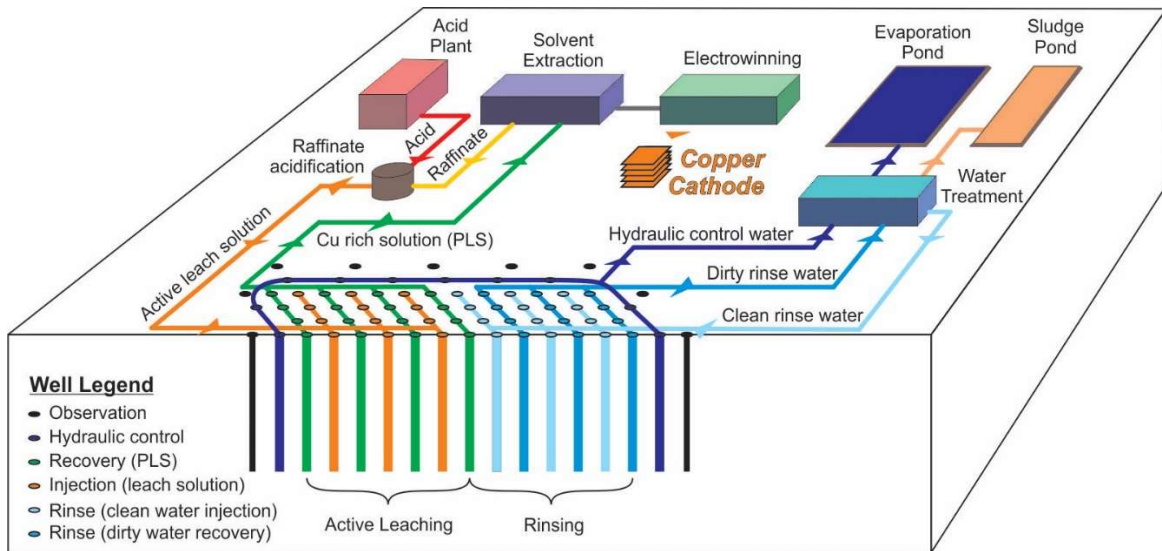 Acid
Plant
Solvent
Extraction
Electrowinning
Evaporation
Pond
Sludge
Pond
Raffinate
acidification
Acid
Raffinate
Copper
Cathode
Water
Treatment
Active leach solution
Cu rich solution (PLS)
Hydraulic control water
Dirty rinse water
Clean rinse water
Well Legend
Observation
Hydraulic control
Recovery (PLS)
Injection (leach solution)
Rinse (clean water injection)
Rinse (dirty water recovery)
Active Leaching
Rinsing